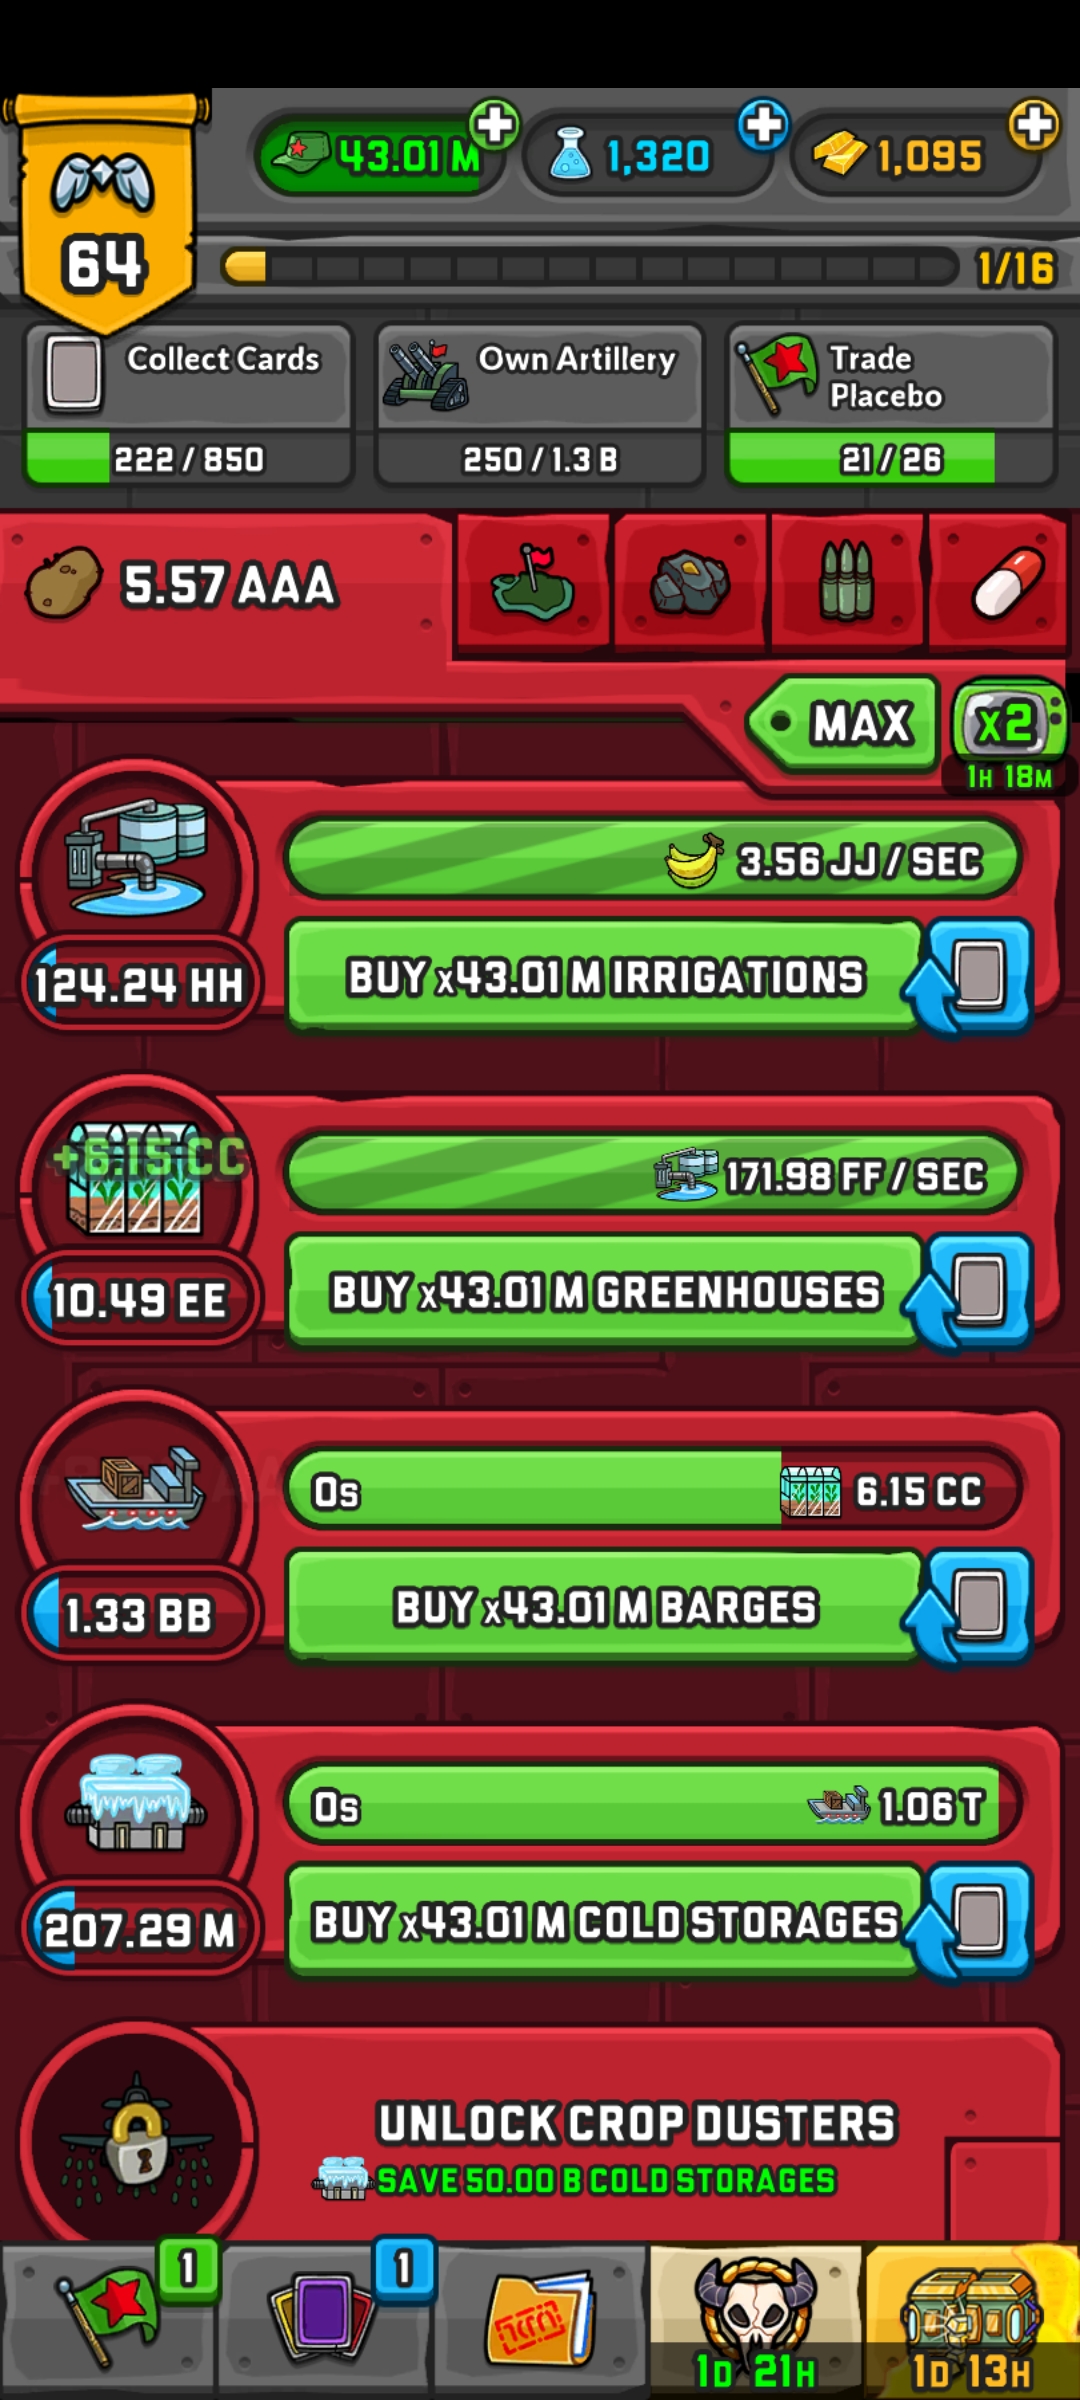 64
43.01 M
1,320
1,095
1/16
Collect Cards
222 / 850
Own Artillery
250 / 1.3 B
Trade
Placebo
21 / 26
5.57 AAA
MAX
x2
1H 18M
3.56 JJ / SEC
124.24 HH
BUY x43.01 M IRRIGATIONS
+6.15 CC
171.98 FF / SEC
10.49 EE
BUY x43.01 M GREENHOUSES
0s
6.15 CC
1.33 BB
BUY x43.01 M BARGES
0s
1.06 T
207.29 M
BUY x43.01 M COLD STORAGES
UNLOCK CROP DUSTERS
SAVE 50.00 B COLD STORAGES
1
1
1D 21H
1D 13H